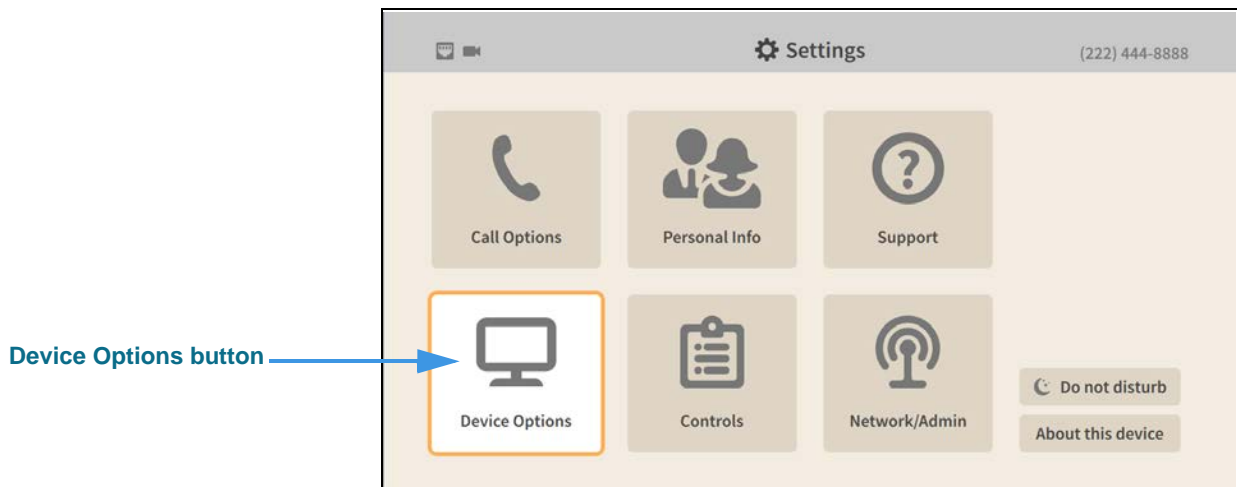 Settings
(222) 444-8888
Call Options
Personal Info
?
Support
Device Options button
Device Options
Controls
Network/Admin
Do not disturb
About this device